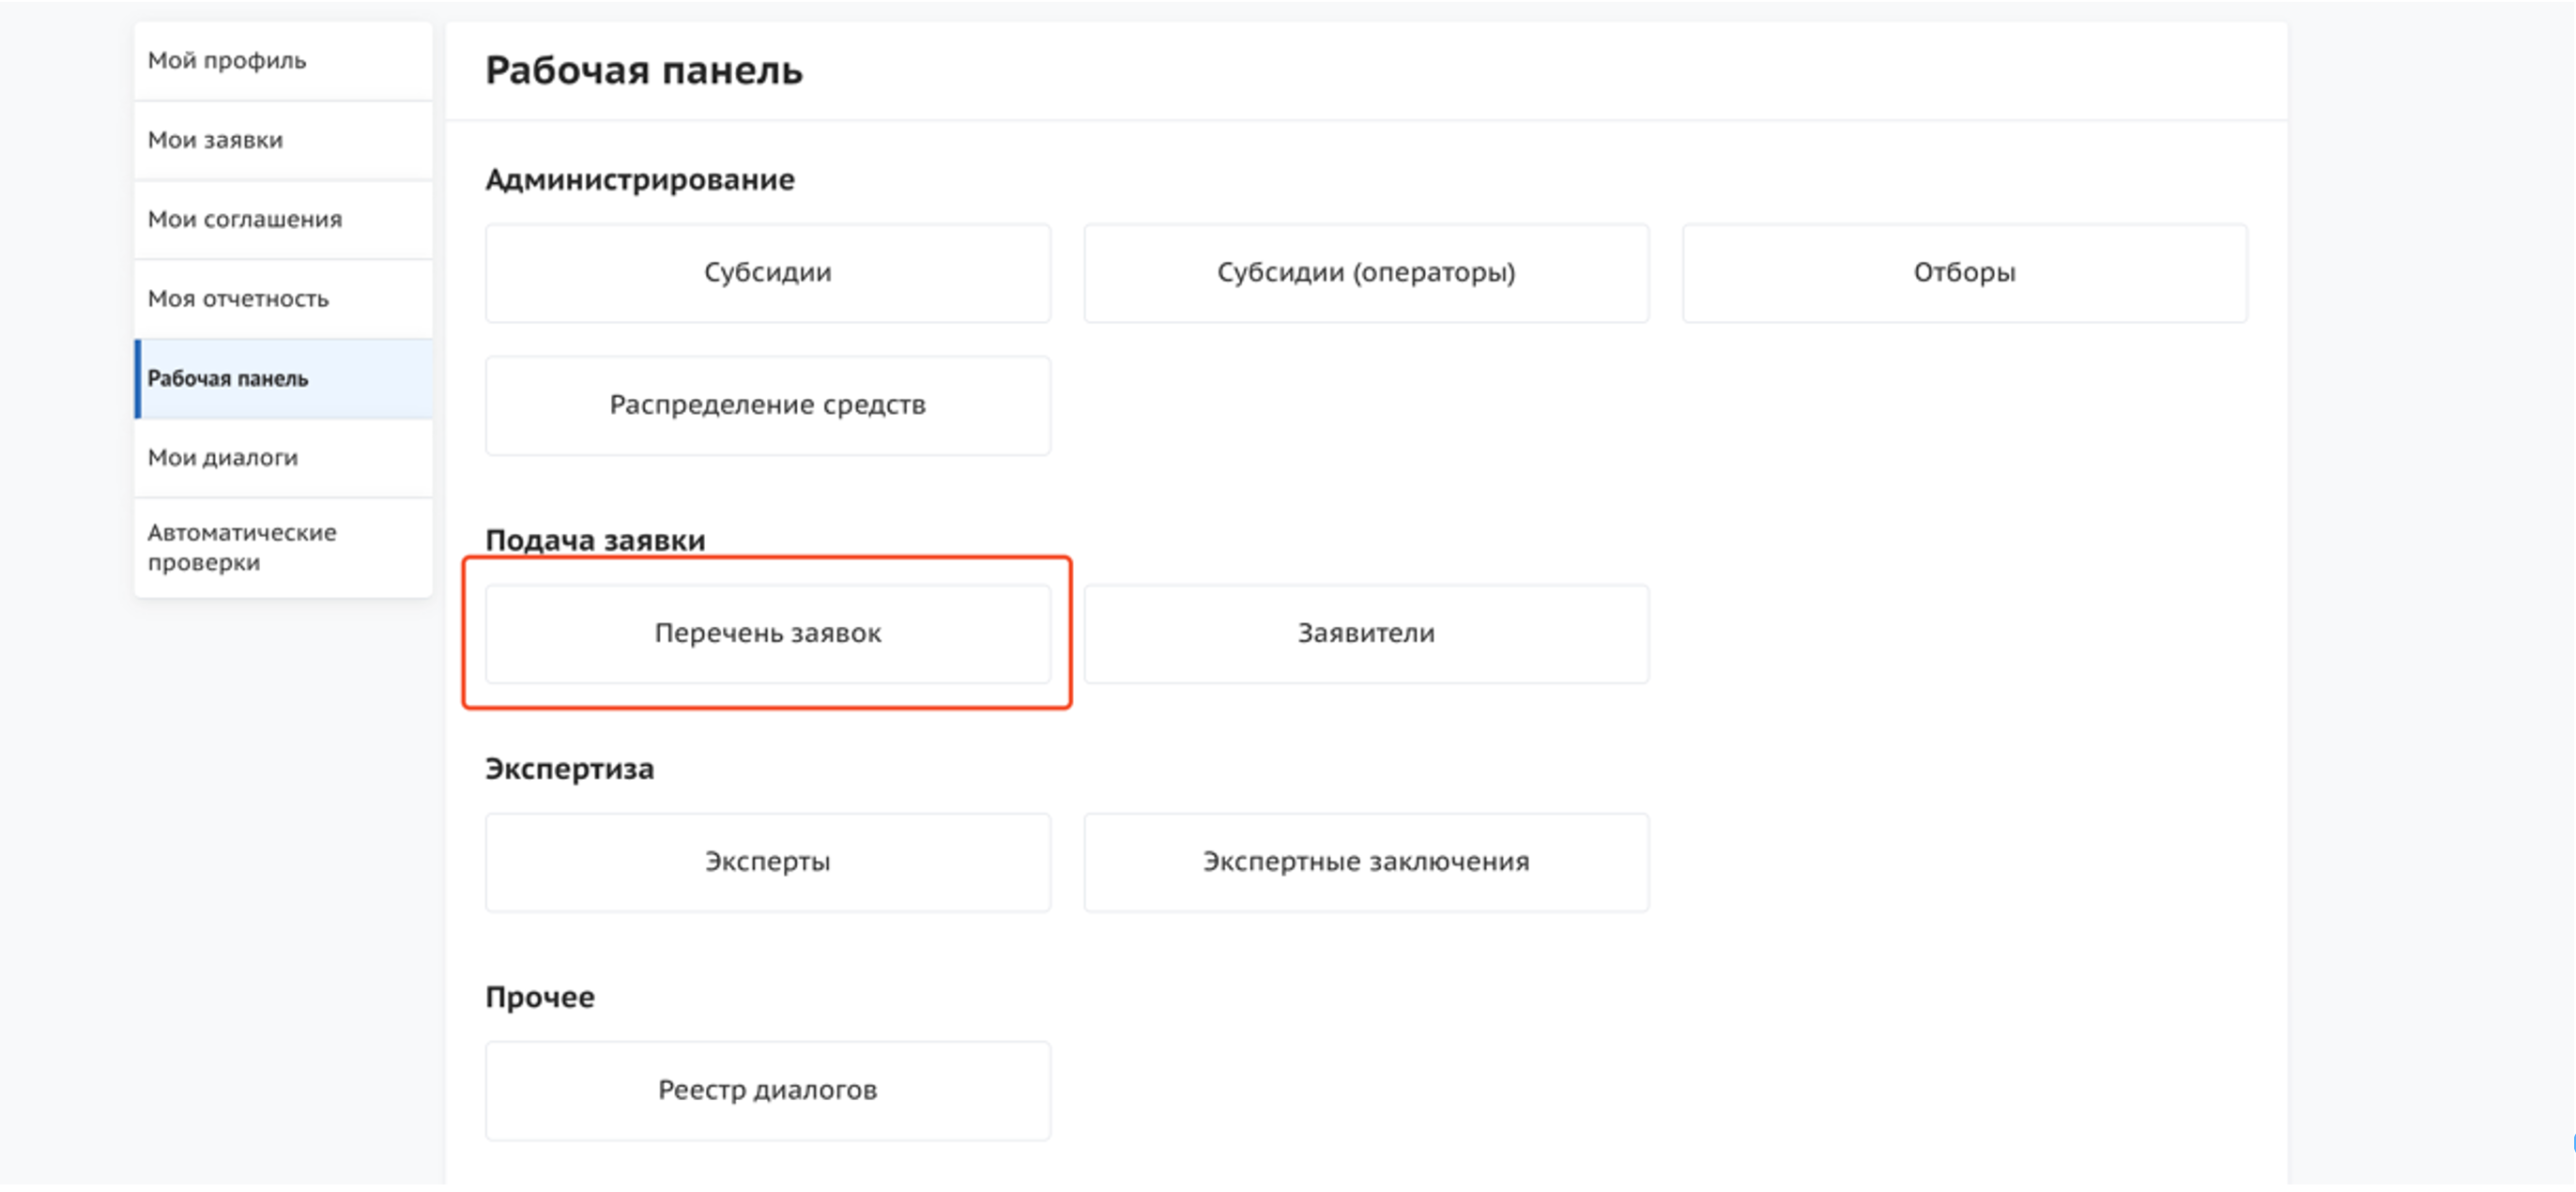 Мой профиль
Мои заявки
Мои соглашения
Моя отчетность
Рабочая панель
Мои диалоги
Автоматические
проверки
Рабочая панель
Администрирование
Субсидии
Субсидии (операторы)
Отборы
Распределение средств
Подача заявки
Перечень заявок
Заявители
Экспертиза
Эксперты
Экспертные заключения
Прочее
Реестр диалогов